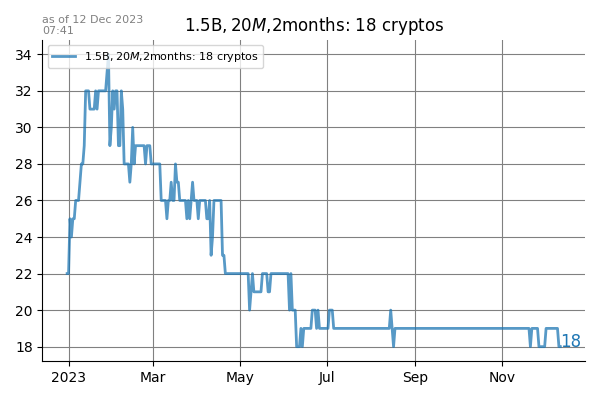 as of 12 Dec 2023
07:41
1.5B, 20M,2months: 18 cryptos
1.5B, 20M,2months: 18 cryptos
34
32
30
28
26
24
22
20
18
18
2023
Mar
May
Jul
Sep
Nov